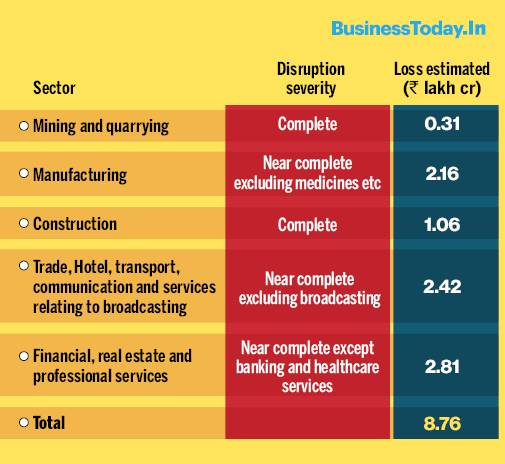 BusinessToday.In
Sector
Disruption
severity
Loss estimated
(₹ lakh cr)
Mining and quarrying
Complete
0.31
Manufacturing
Near complete
excluding medicines etc
2.16
Construction
Complete
1.06
Trade, Hotel, transport,
communication and services
relating to broadcasting
Near complete
excluding broadcasting
2.42
Financial, real estate and
professional services
Near complete except
banking and healthcare
services
2.81
Total
8.76